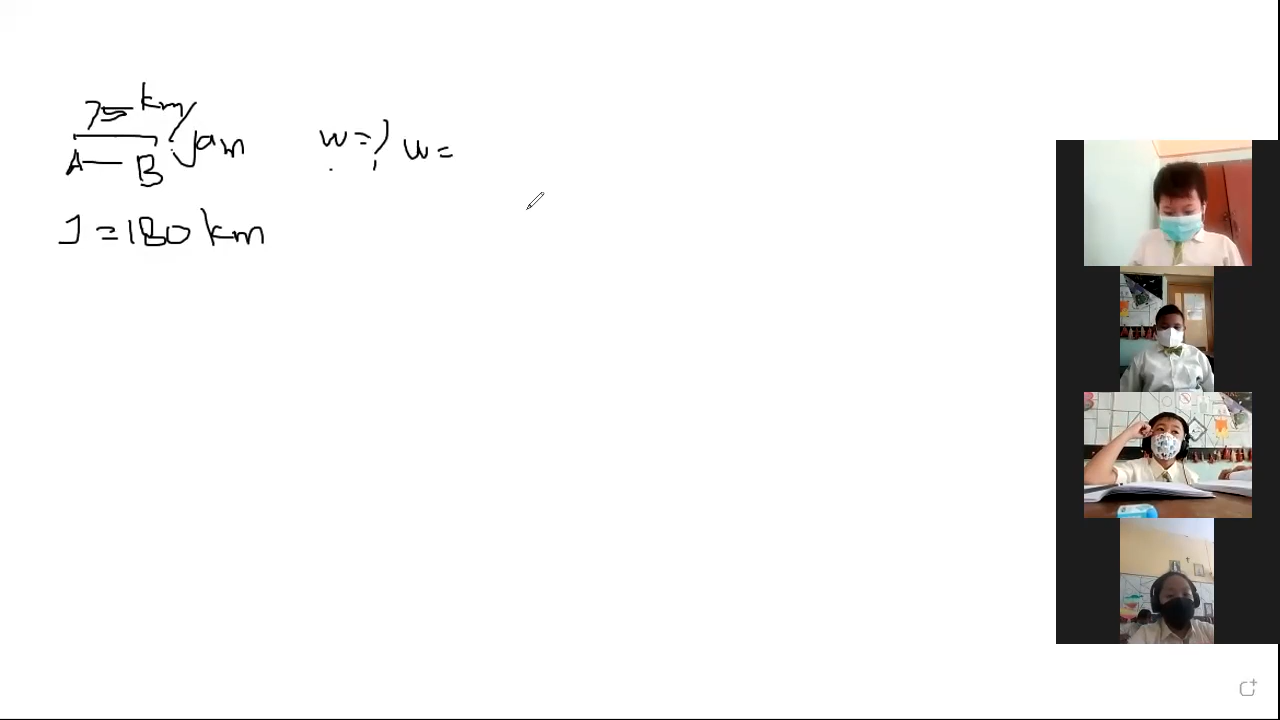 75 km/jam
A — B
w = ? w =
J = 180 km